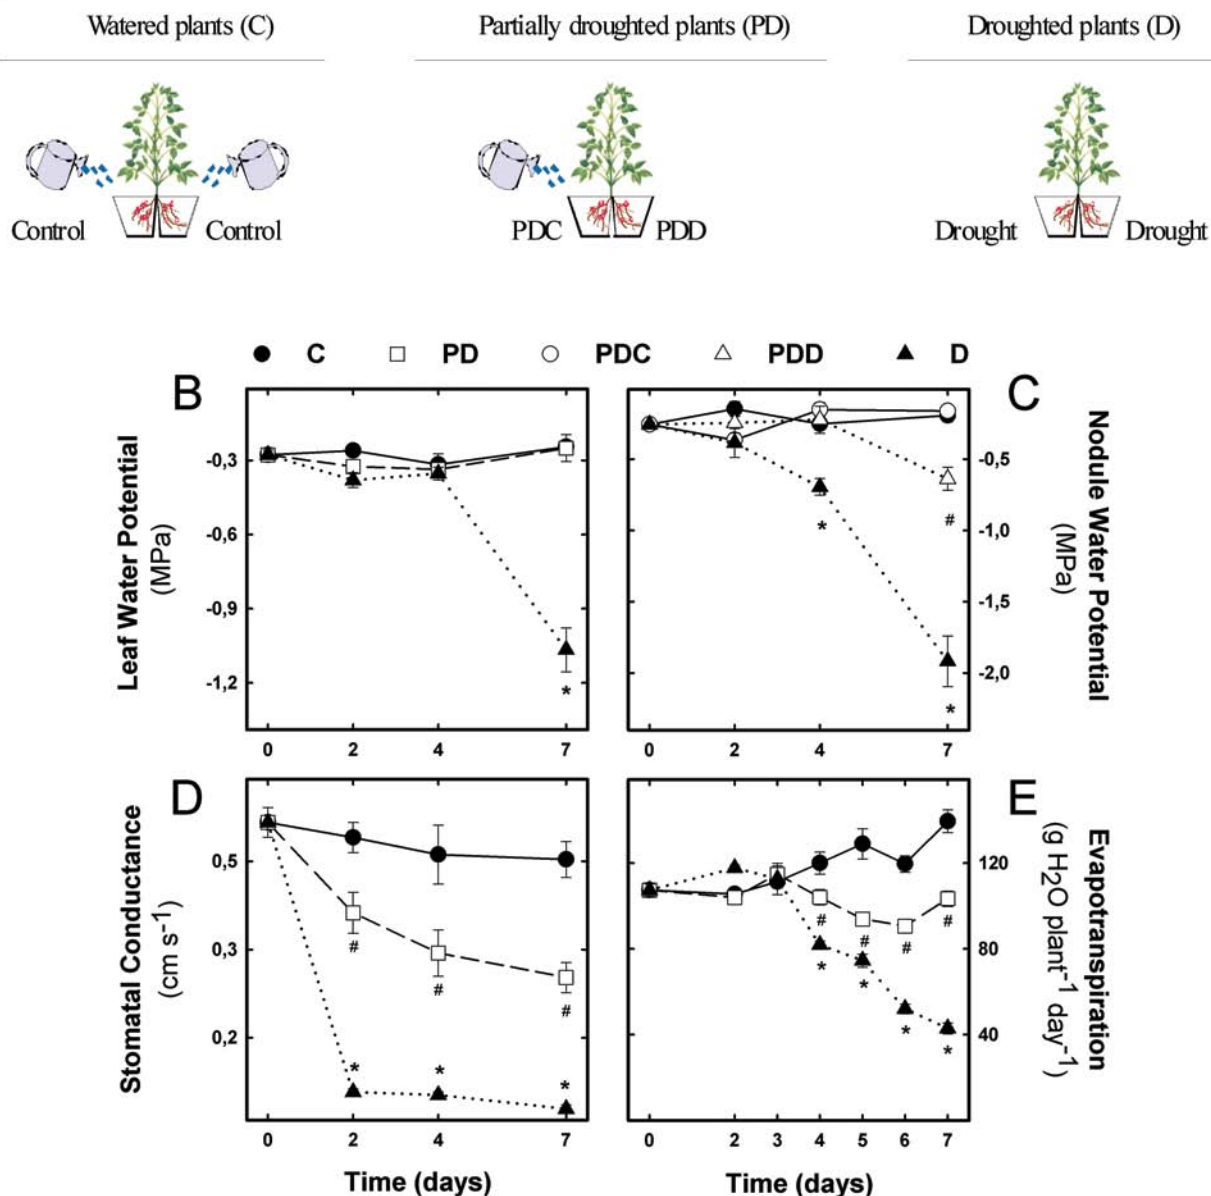 Watered plants (C)
Partially droughted plants (PD)
Droughted plants (D)
Control
Control
PDC
PDD
Drought
Drought
C
PD
PDC
PDD
D
B
Leaf Water Potential
(MPa)
-0,3
-0,6
-0,9
-1,2
*
0
2
4
7
C
Nodule Water Potential
(MPa)
-0,5
-1,0
-1,5
-2,0
*
#
*
0
2
4
7
D
Stomatal Conductance
(cm s⁻¹)
0,5
0,3
0,2
#
#
#
*
*
*
0
2
4
7
Time (days)
E
Evapotranspiration
(g H₂O plant⁻¹ day⁻¹)
120
80
40
#
#
#
#
*
*
*
*
0
2
3
4
5
6
7
Time (days)